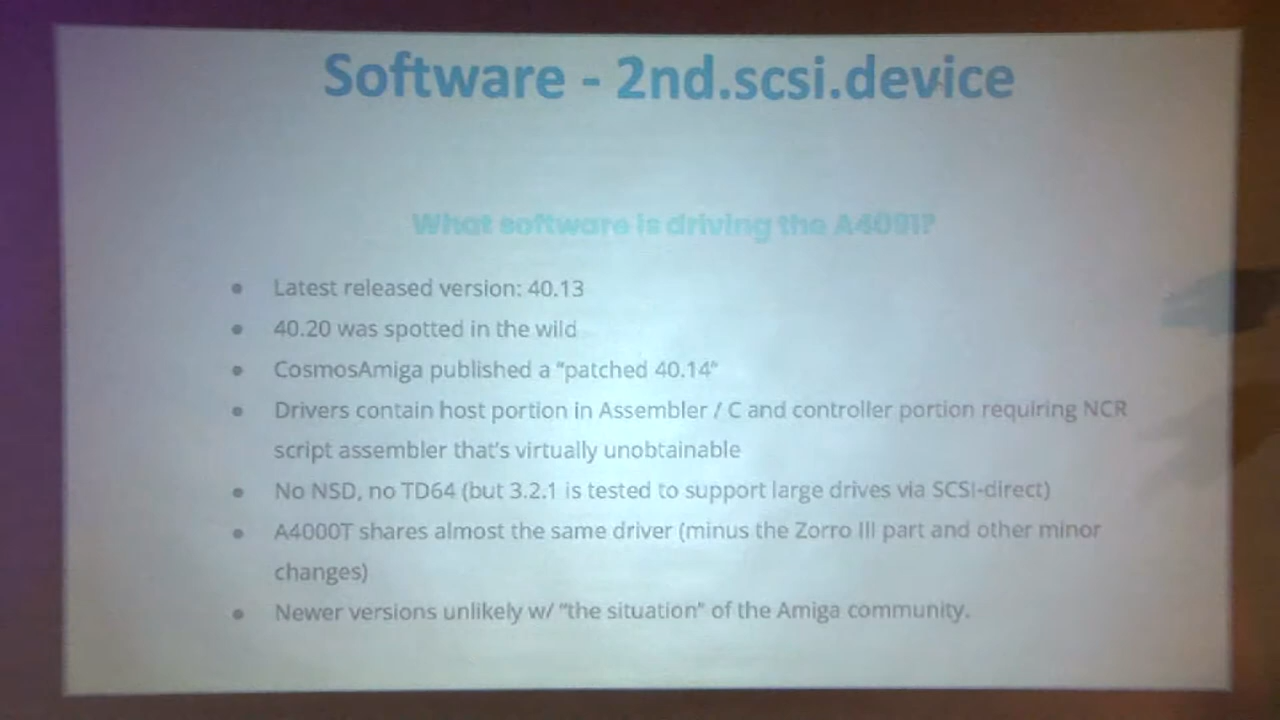 Software - 2nd.scsi.device
What software is driving the A4091?
• Latest released version: 40.13
• 40.20 was spotted in the wild
• CosmosAmiga published a "patched 40.14"
• Drivers contain host portion in Assembler / C and controller portion requiring NCR
script assembler that's virtually unobtainable
• No NSD, no TD64 (but 3.2.1 is tested to support large drives via SCSI-direct)
• A4000T shares almost the same driver (minus the Zorro III part and other minor
changes)
• Newer versions unlikely w/ "the situation" of the Amiga community.